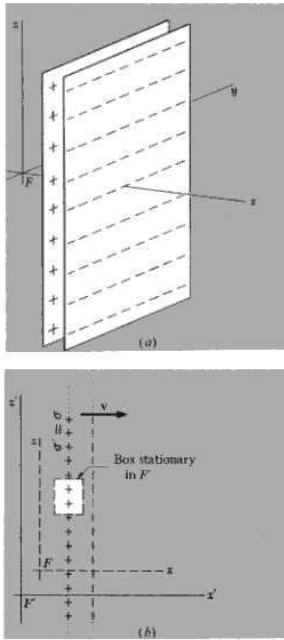 z
y
F
x
(a)
z'
σ' = σ
v
z
Box stationary
in F
F
x
F'
x'
(b)